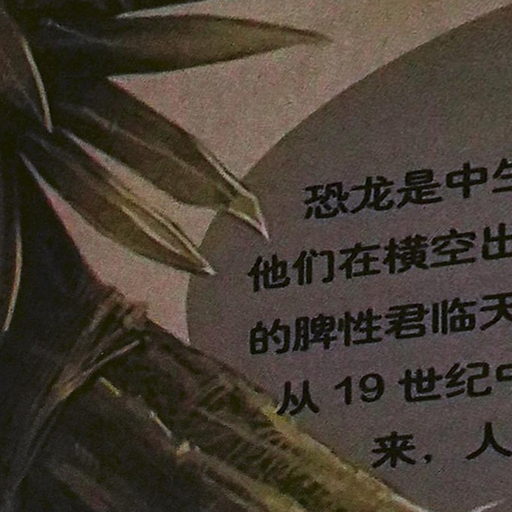 恐龙是中生
他们在横空出
的脾性君临天
从 19 世纪中
来，人